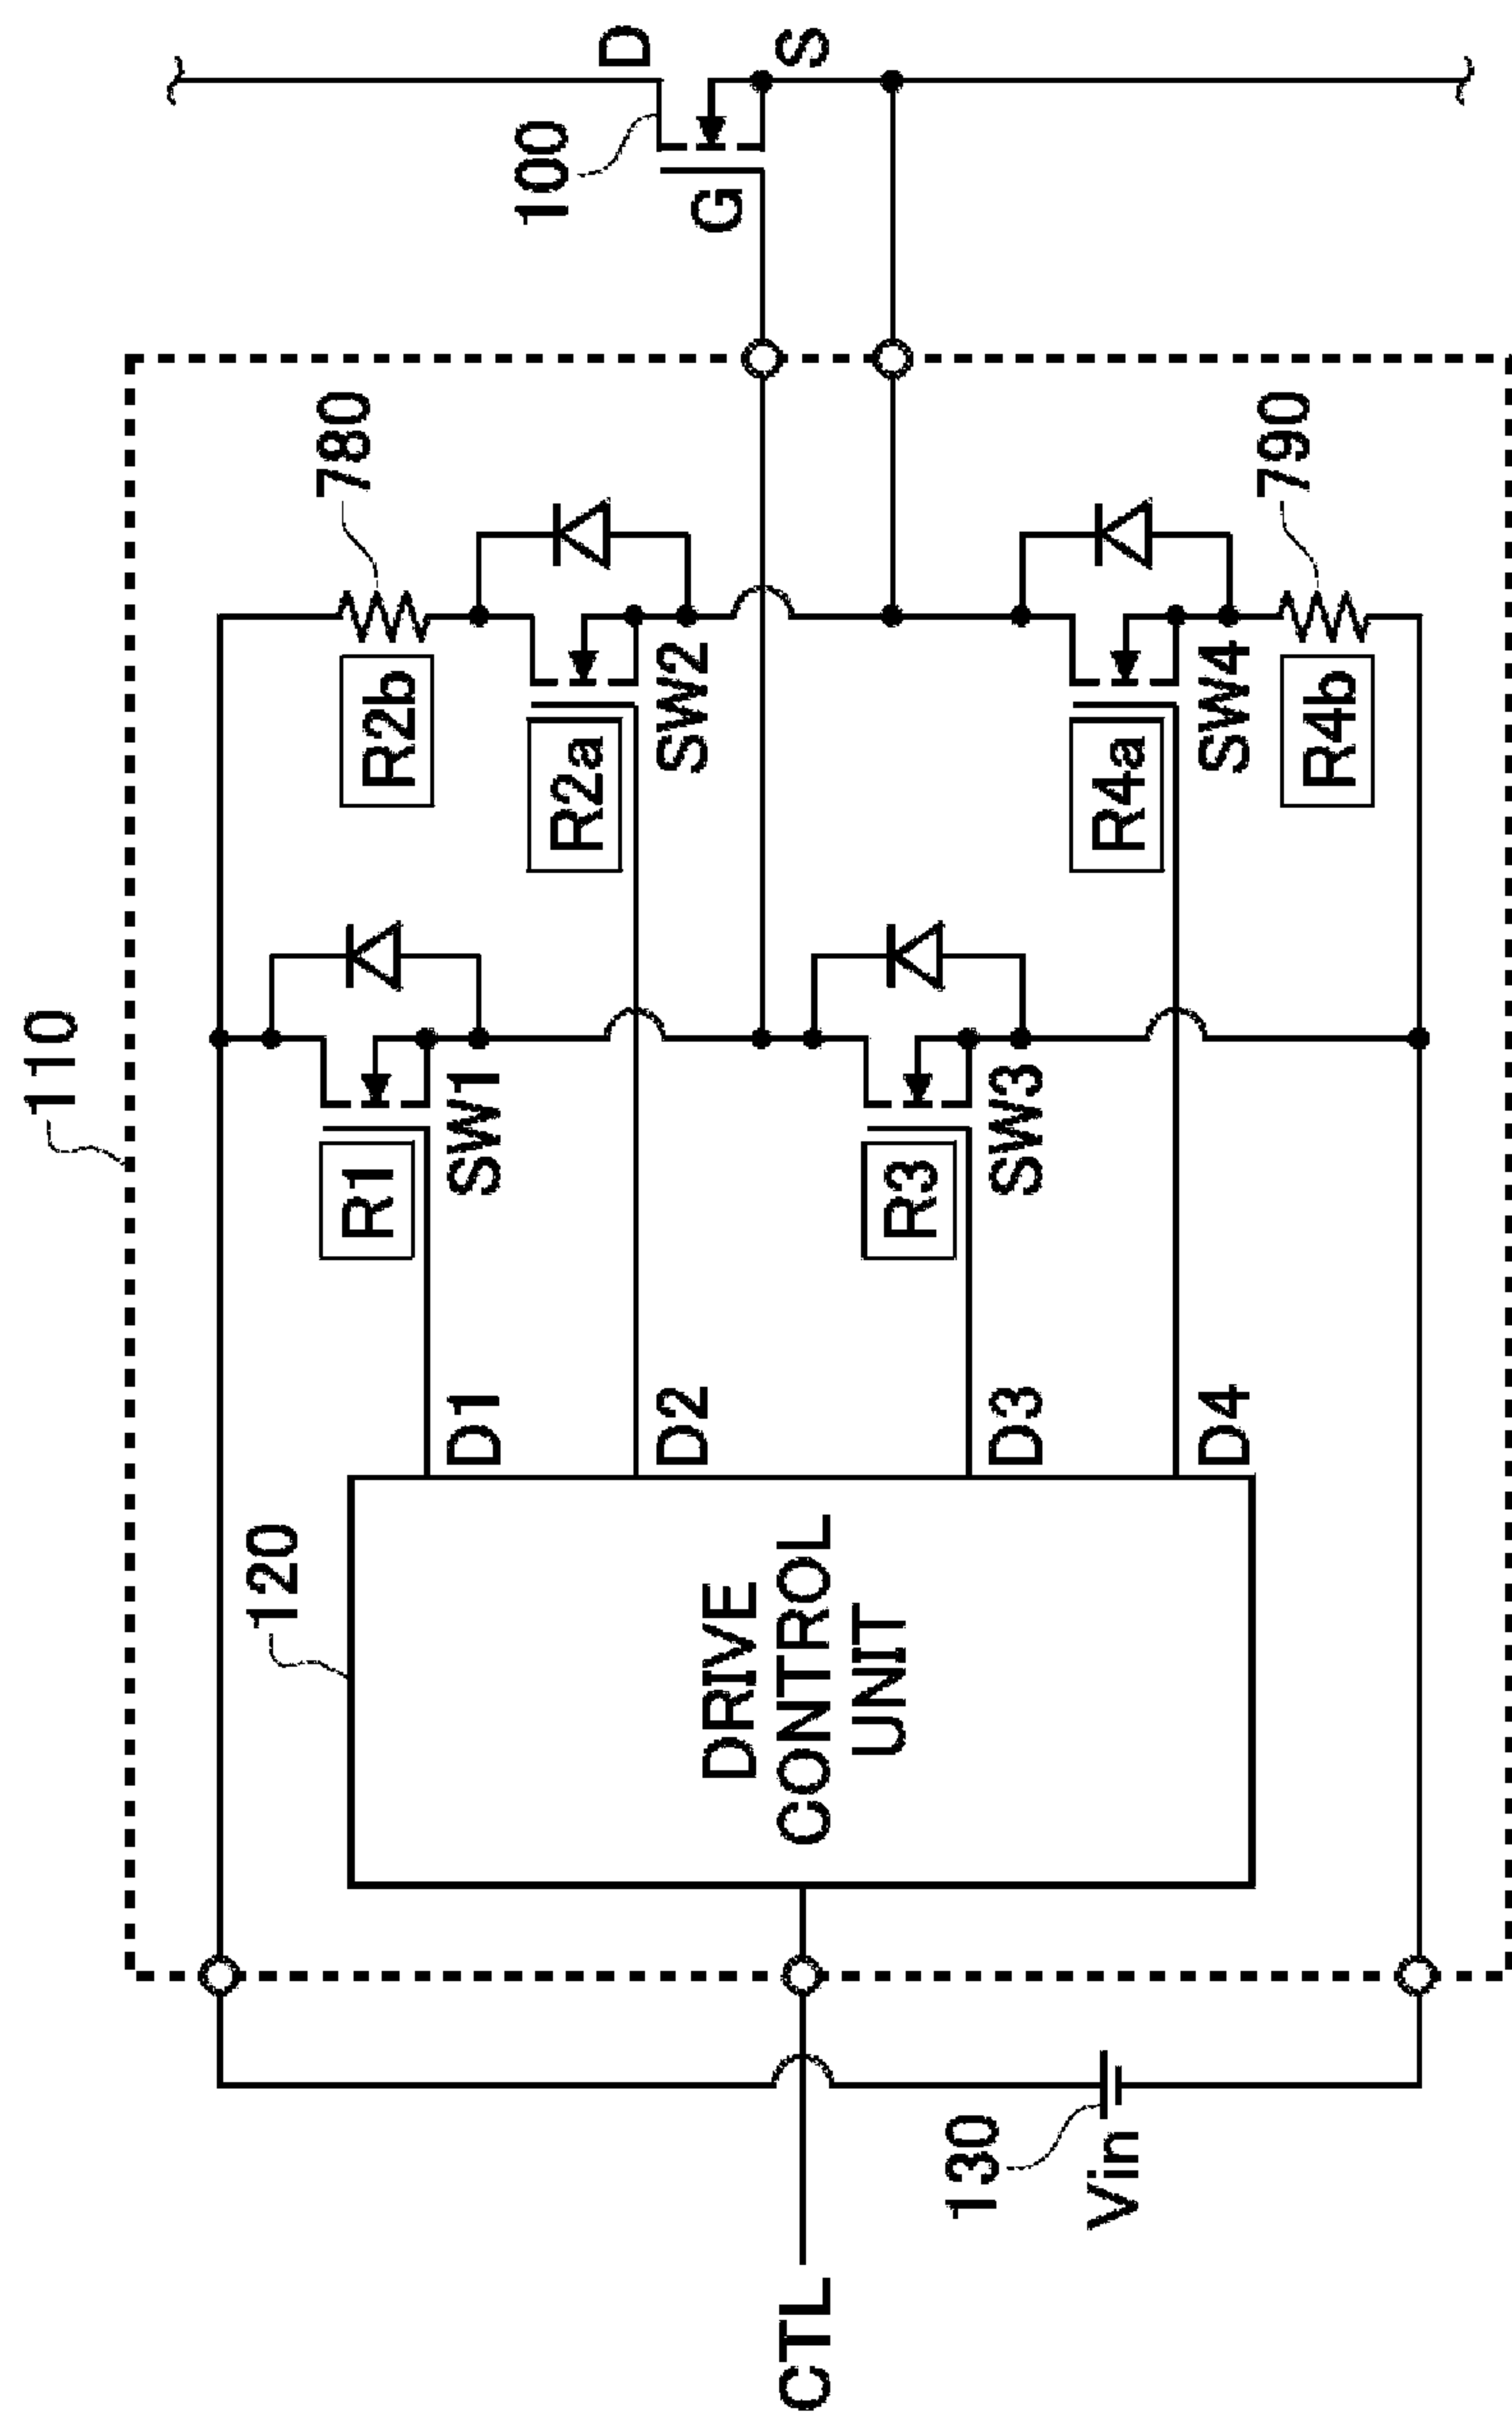 110
120
780
R2b
R1
SW1
R2a
SW2
100
D
G
S
D1
D2
DRIVE
CONTROL
UNIT
CTL
R3
SW3
D3
R4a
SW4
D4
790
R4b
130
Vin